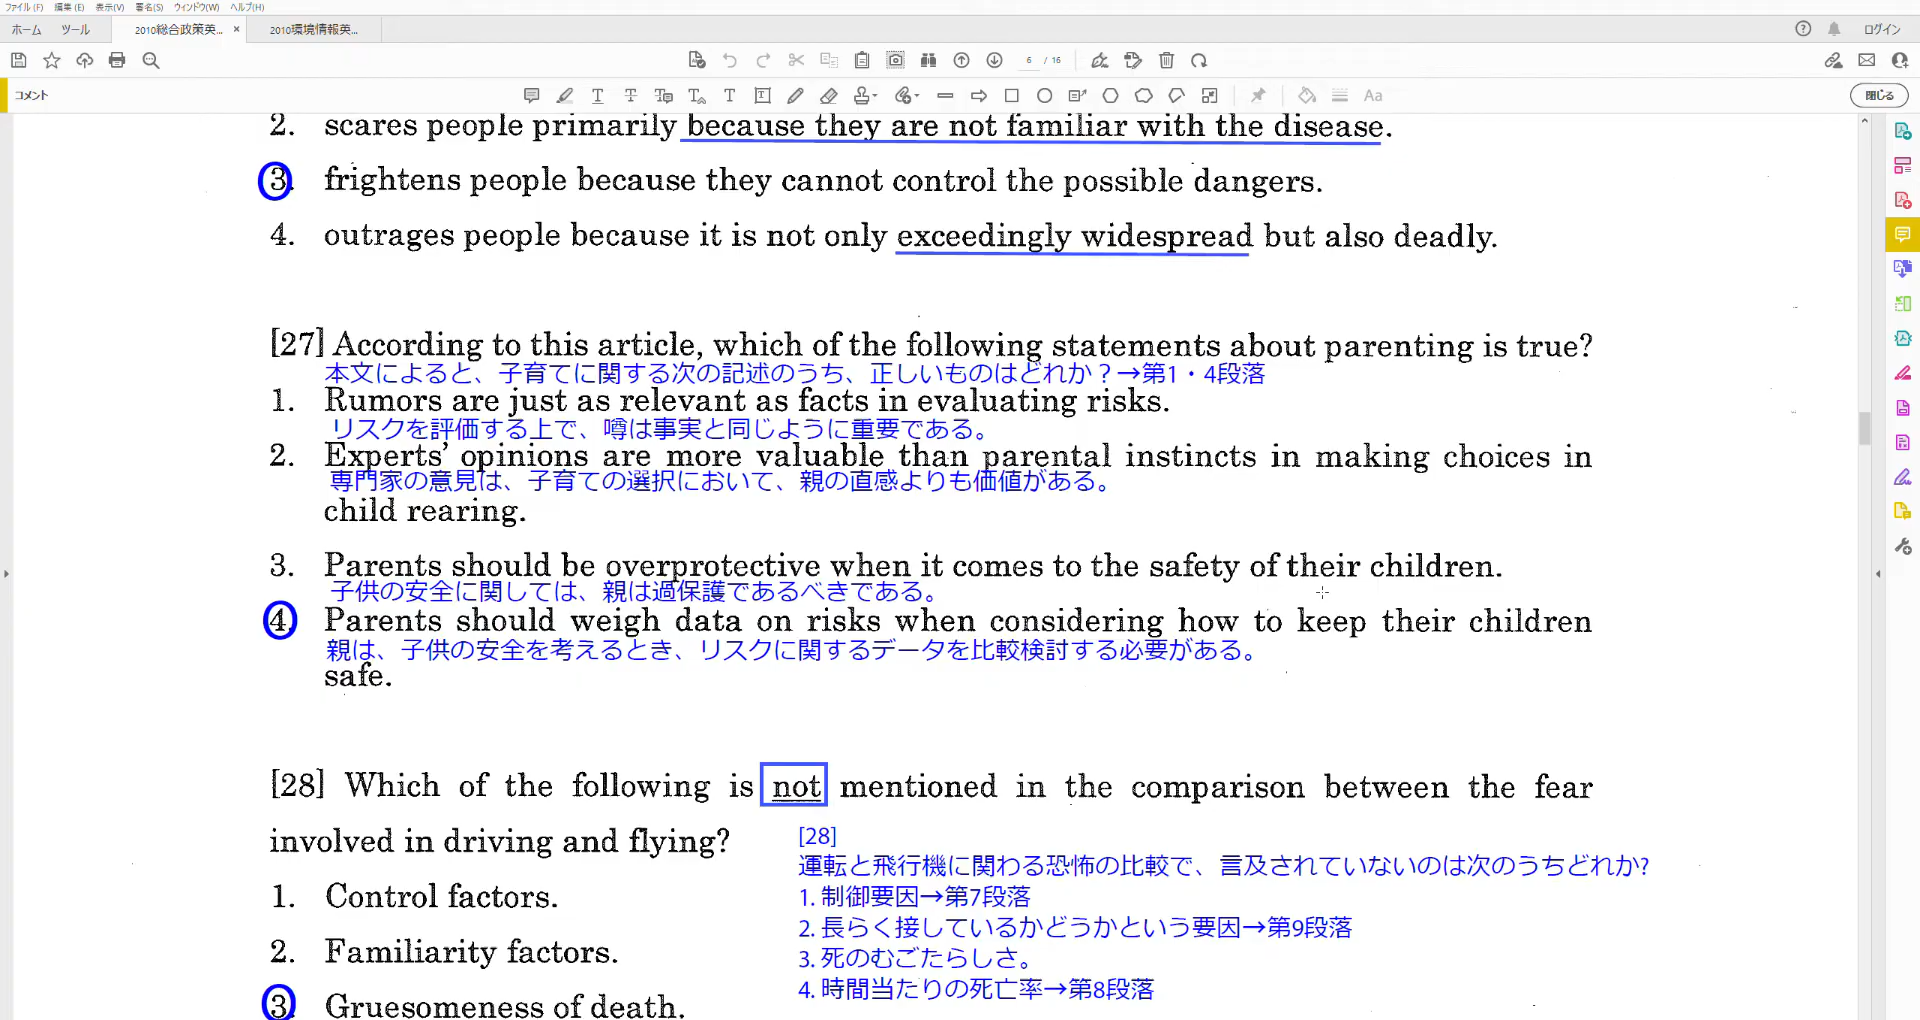 ファイル(F) 編集(E) 表示(V) 署名(S) ウィンドウ(W) ヘルプ(H)
ホーム ツール 2010総合政策英... × 2010環境情報英... ログイン
6 / 16
コメント 閉じる
2. scares people primarily because they are not familiar with the disease.
3. frightens people because they cannot control the possible dangers.
4. outrages people because it is not only exceedingly widespread but also deadly.
[27] According to this article, which of the following statements about parenting is true?
本文によると、子育てに関する次の記述のうち、正しいものはどれか？→第1・4段落
1. Rumors are just as relevant as facts in evaluating risks.
リスクを評価する上で、噂は事実と同じように重要である。
2. Experts' opinions are more valuable than parental instincts in making choices in
専門家の意見は、子育ての選択において、親の直感よりも価値がある。
child rearing.
3. Parents should be overprotective when it comes to the safety of their children.
子供の安全に関しては、親は過保護であるべきである。
4. Parents should weigh data on risks when considering how to keep their children
親は、子供の安全を考えるとき、リスクに関するデータを比較検討する必要がある。
safe.
[28] Which of the following is not mentioned in the comparison between the fear
involved in driving and flying?
[28]
運転と飛行機に関わる恐怖の比較で、言及されていないのは次のうちどれか?
1. Control factors.
1. 制御要因→第7段落
2. 長らく接しているかどうかという要因→第9段落
2. Familiarity factors.
3. 死のむごたらしさ。
4. 時間当たりの死亡率→第8段落
3. Gruesomeness of death.